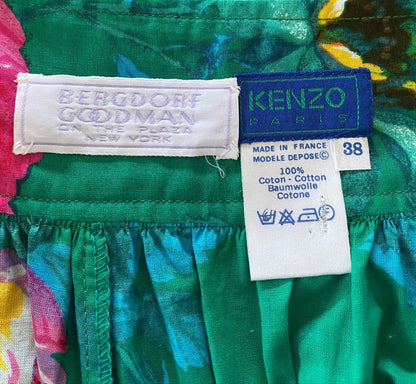 BERGDORF
GOODMAN
ON THE PLAZA
NEW YORK
KENZO
PARIS
MADE IN FRANCE
MODELE DEPOSE©
38
100%
Coton - Cotton
Baumwolle
Cotone